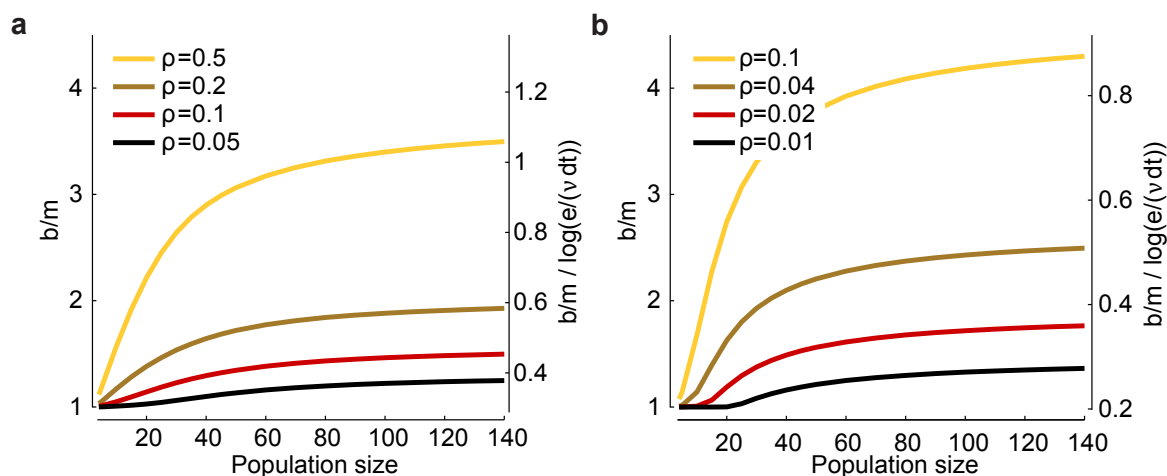 a
ρ=0.5
ρ=0.2
ρ=0.1
ρ=0.05
4
3
2
1
b/m
1.2
1
0.8
0.6
0.4
b/m / log(e/(ν dt))
20 40 60 80 100 120 140
Population size
b
ρ=0.1
ρ=0.04
ρ=0.02
ρ=0.01
4
3
2
1
b/m
0.8
0.6
0.4
0.2
b/m / log(e/(ν dt))
20 40 60 80 100 120 140
Population size